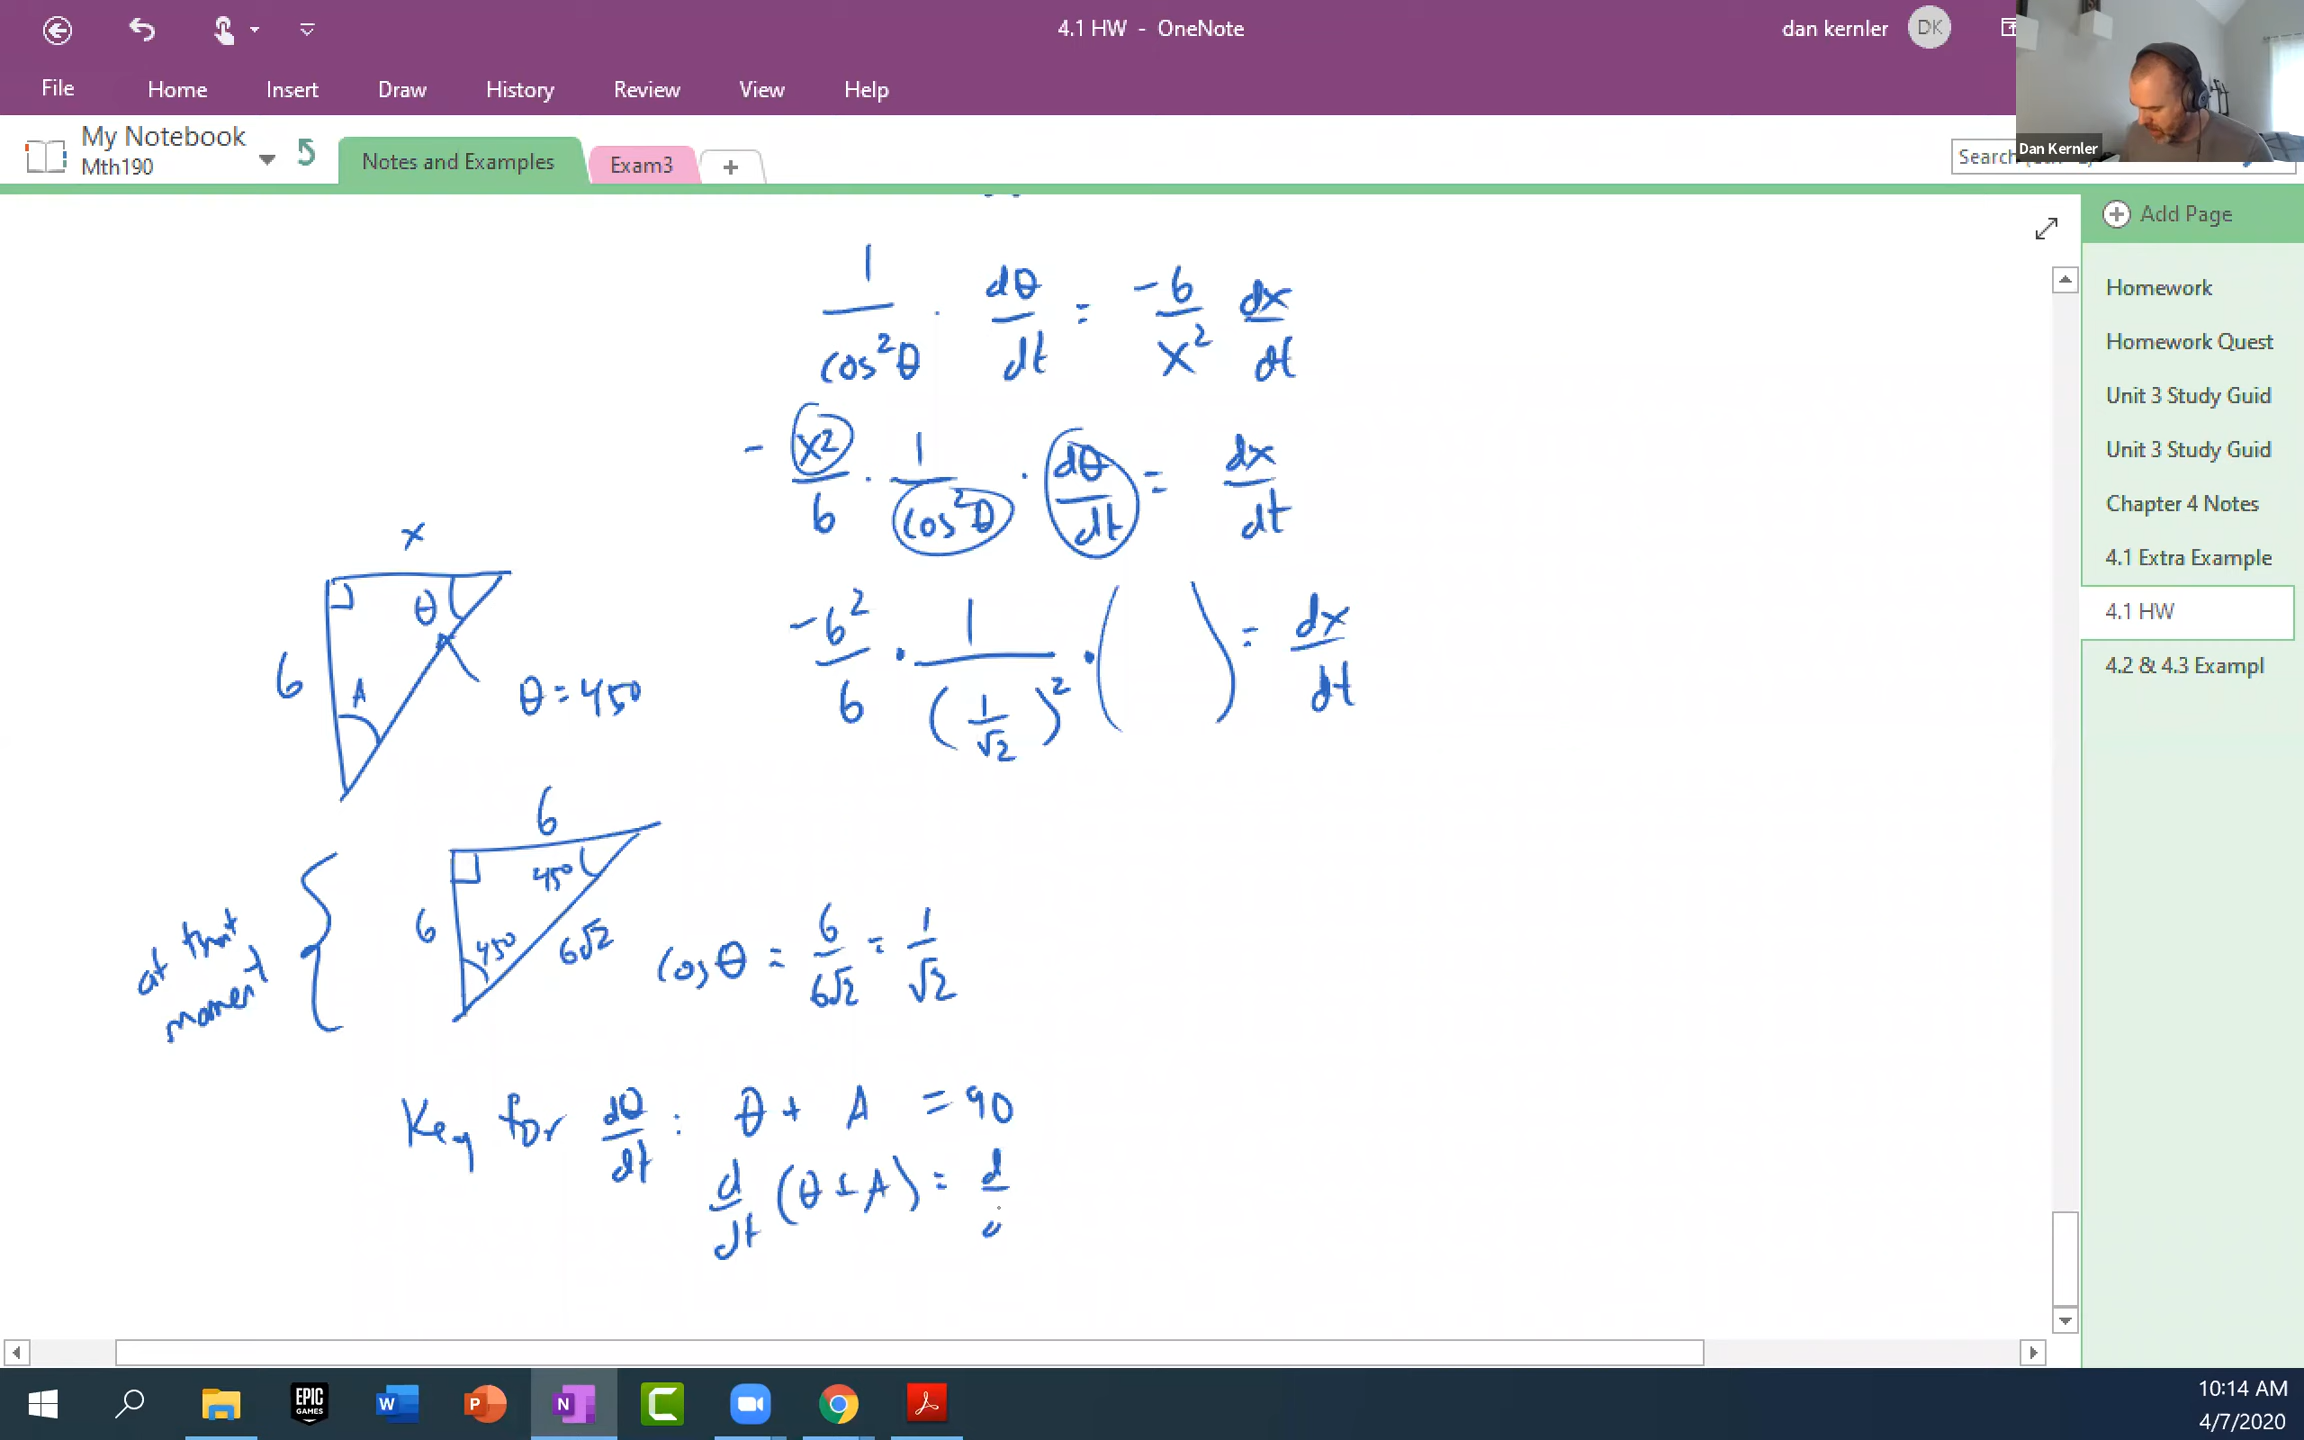 4.1 HW - OneNote
dan kernler DK
File Home Insert Draw History Review View Help
My Notebook
Mth190
Notes and Examples
Exam3
+
Search
Dan Kernler
Add Page
Homework
Homework Quest
Unit 3 Study Guid
Unit 3 Study Guid
Chapter 4 Notes
4.1 Extra Example
4.1 HW
4.2 & 4.3 Exampl
1/cos²θ · dθ/dt = -6/x² dx/dt
- x²/6 · 1/cos²θ · dθ/dt = dx/dt
-6²/6 · 1/(1/√2)² · ( ) = dx/dt
x
θ
6
A
θ = 45°
6
45°
6
45°
6√2
at that
moment
cos θ = 6/6√2 = 1/√2
Key for dθ/dt : θ + A = 90
d/dt (θ + A) = d
EPIC
GAMES
W
P
N
10:14 AM
4/7/2020